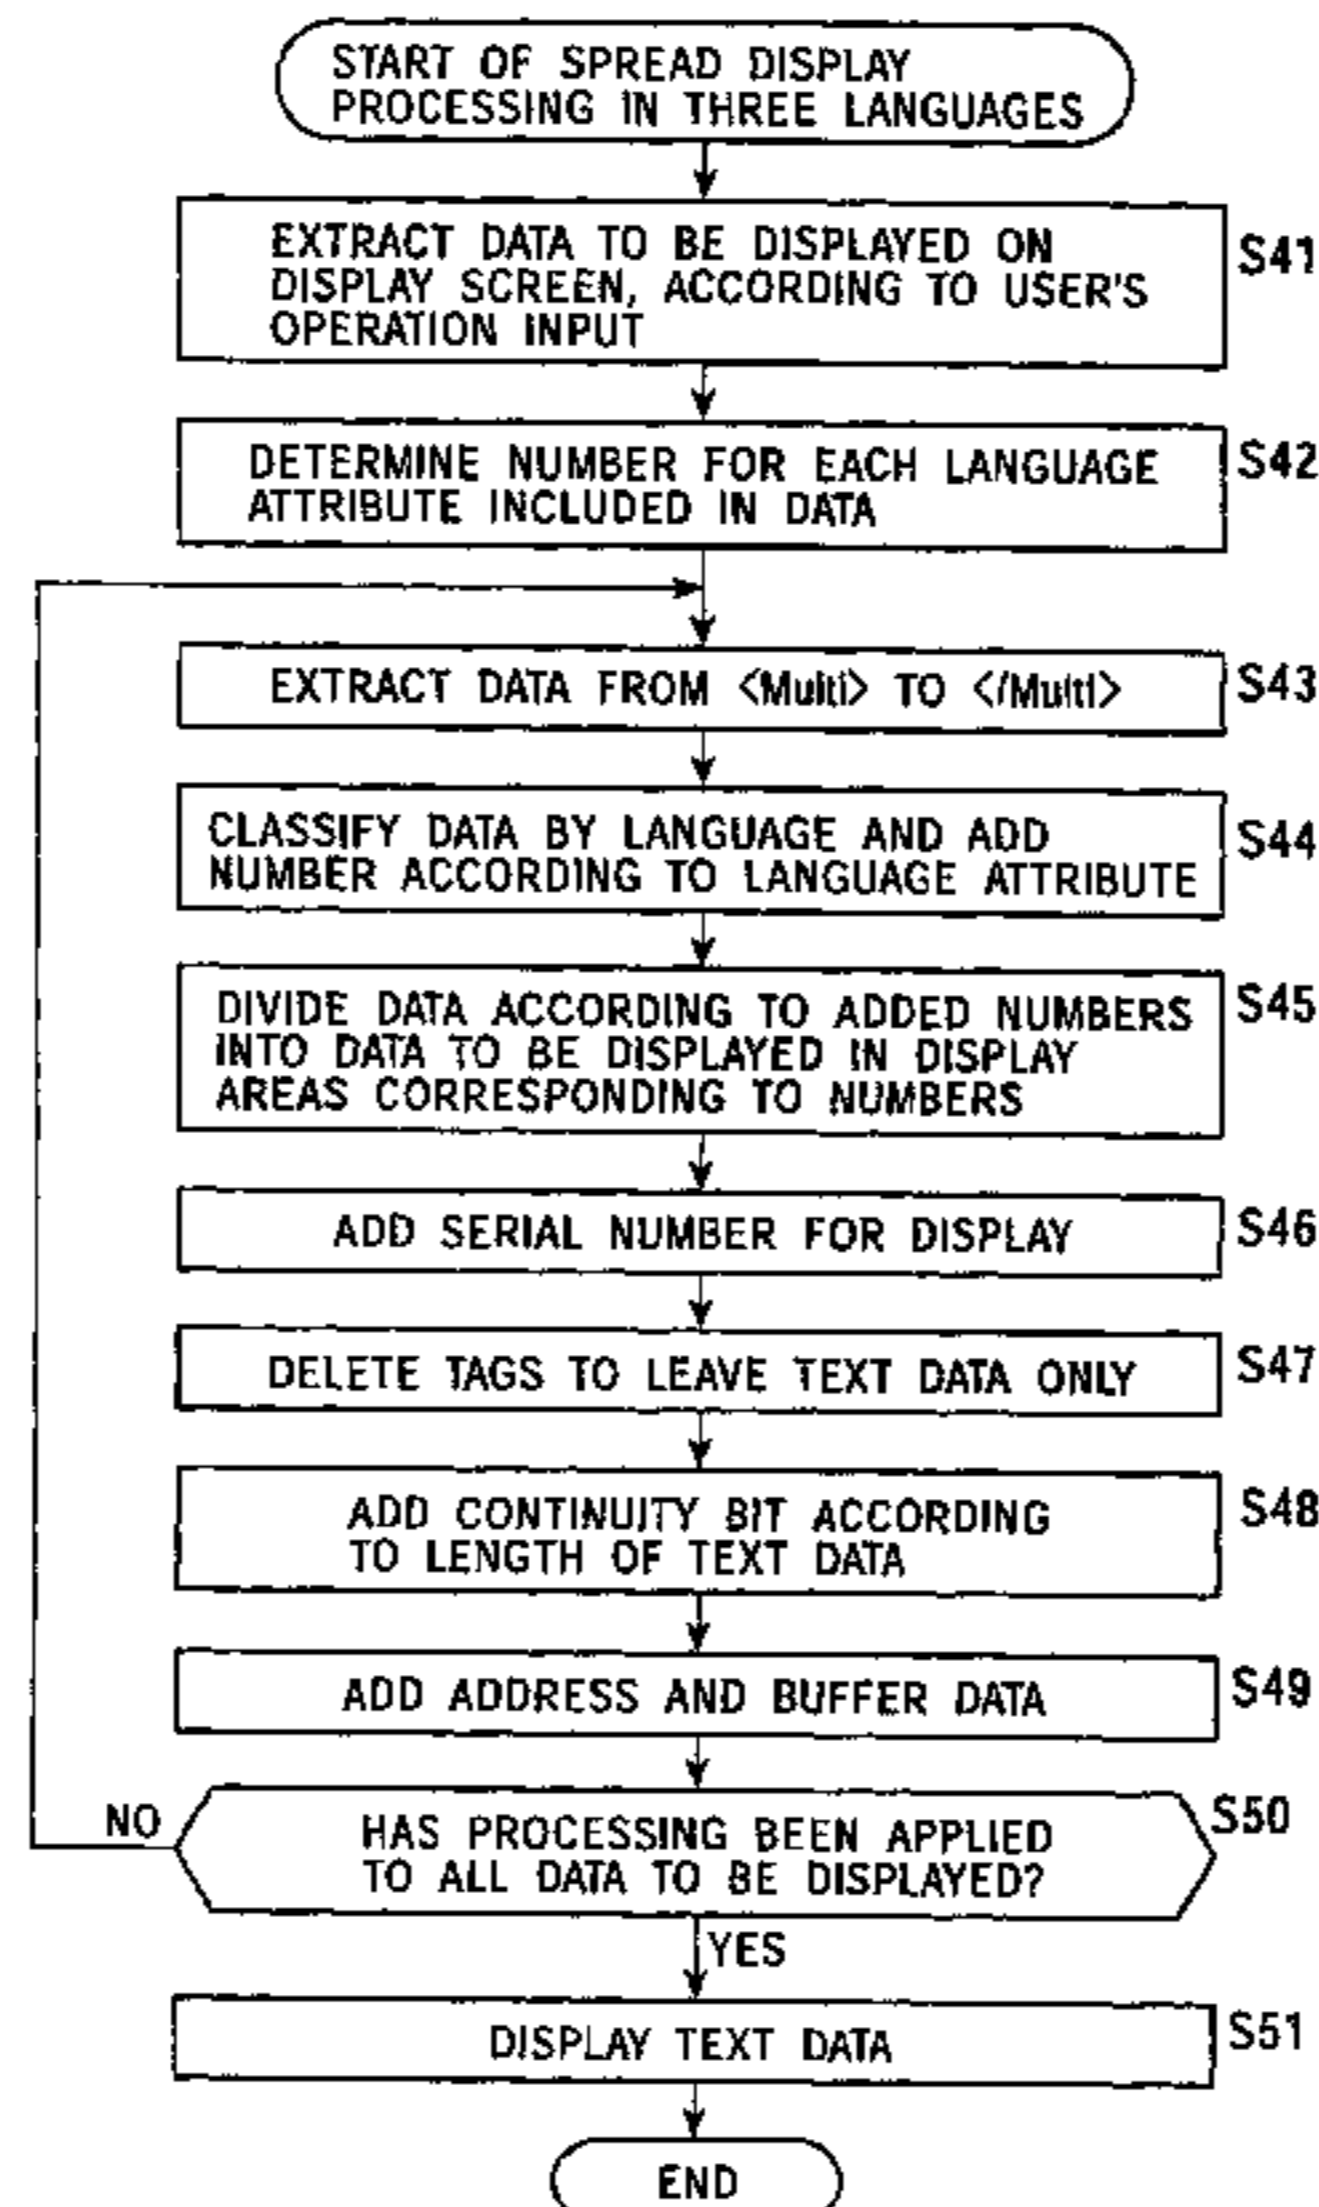 START OF SPREAD DISPLAY
PROCESSING IN THREE LANGUAGES
EXTRACT DATA TO BE DISPLAYED ON
DISPLAY SCREEN, ACCORDING TO USER'S
OPERATION INPUT
S41
DETERMINE NUMBER FOR EACH LANGUAGE
ATTRIBUTE INCLUDED IN DATA
S42
EXTRACT DATA FROM <Multi> TO </Multi>
S43
CLASSIFY DATA BY LANGUAGE AND ADD
NUMBER ACCORDING TO LANGUAGE ATTRIBUTE
S44
DIVIDE DATA ACCORDING TO ADDED NUMBERS
INTO DATA TO BE DISPLAYED IN DISPLAY
AREAS CORRESPONDING TO NUMBERS
S45
ADD SERIAL NUMBER FOR DISPLAY
S46
DELETE TAGS TO LEAVE TEXT DATA ONLY
S47
ADD CONTINUITY BIT ACCORDING
TO LENGTH OF TEXT DATA
S48
ADD ADDRESS AND BUFFER DATA
S49
NO
HAS PROCESSING BEEN APPLIED
TO ALL DATA TO BE DISPLAYED?
S50
YES
DISPLAY TEXT DATA
S51
END